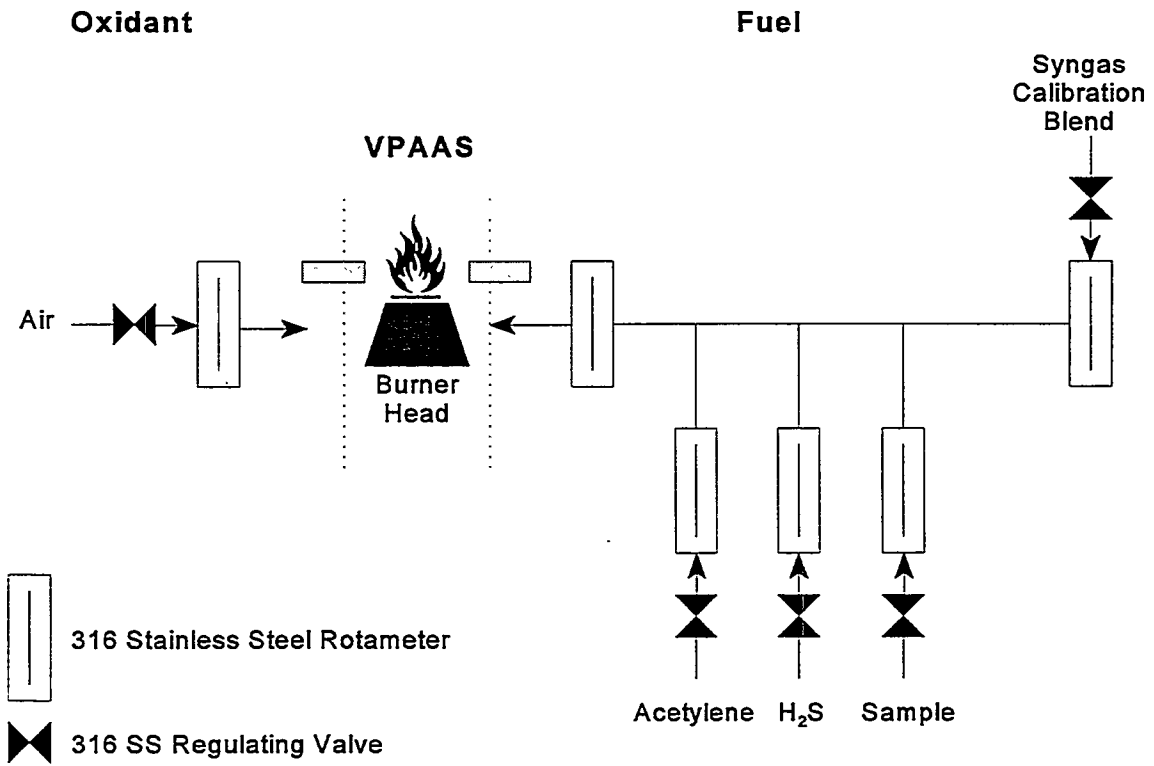 Oxidant
Fuel
Syngas
Calibration
Blend
VPAAS
Air
Burner
Head
316 Stainless Steel Rotameter
Acetylene
H₂S
Sample
316 SS Regulating Valve